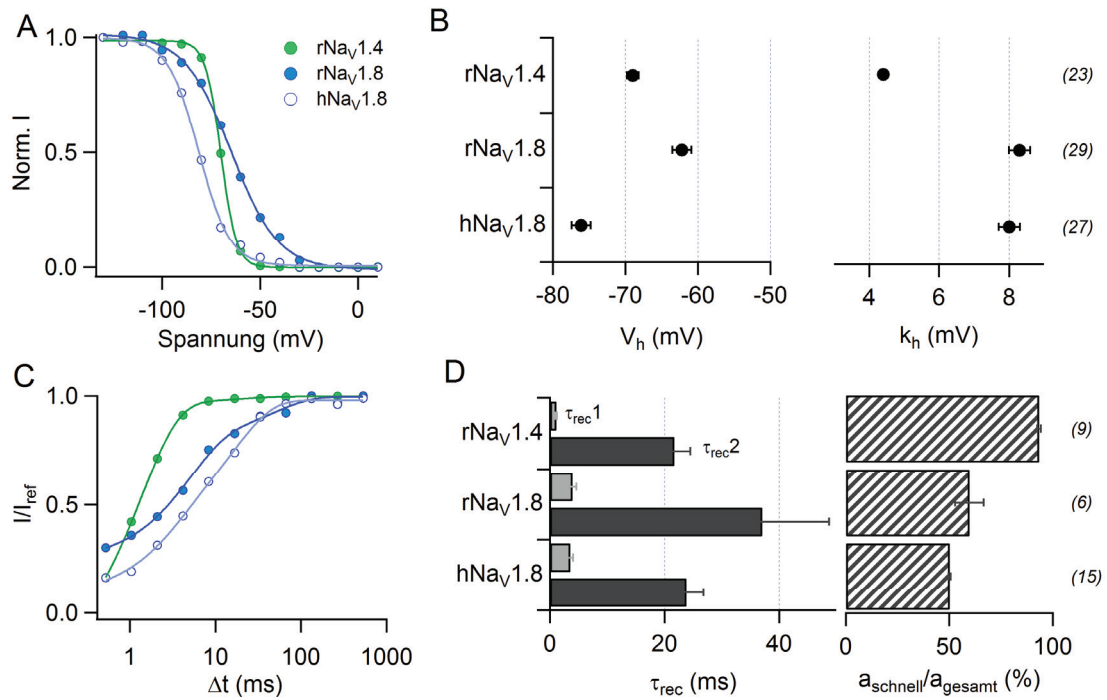 A
1.0
0.5
0.0
Norm. I
rNaV1.4
rNaV1.8
hNaV1.8
-100
-50
0
Spannung (mV)
B
rNaV1.4
rNaV1.8
hNaV1.8
(23)
(29)
(27)
-80
-70
-60
-50
Vh (mV)
4
6
8
kh (mV)
C
1.0
0.5
0.0
I/Iref
1
10
100
1000
Δt (ms)
D
rNaV1.4
rNaV1.8
hNaV1.8
τrec1
τrec2
(9)
(6)
(15)
0
20
40
τrec (ms)
0
50
100
aschnell/agesamt (%)